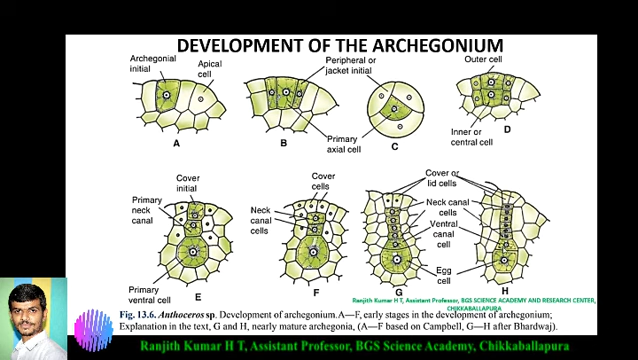 DEVELOPMENT OF THE ARCHEGONIUM
Archegonial
initial
Apical
cell
Peripheral or
jacket initial
Outer cell
Primary
axial cell
Inner or
central cell
A
B
C
D
Cover
initial
Primary
neck
canal
Primary
ventral cell
Cover
cells
Neck
canal
cells
Cover or
lid cells
Neck canal
cells
Ventral
canal
cell
Egg
cell
E
F
G
H
Ranjith Kumar H T, Assistant Professor, BGS SCIENCE ACADEMY AND RESEARCH CENTER,
CHIKKABALLAPURA
Fig. 13.6. Anthoceros sp. Development of archegonium. A—F, early stages in the development of archegonium;
Explanation in the text, G and H, nearly mature archegonia, (A—F based on Campbell, G—H after Bhardwaj).
Ranjith Kumar H T, Assistant Professor, BGS Science Academy, Chikkaballapura